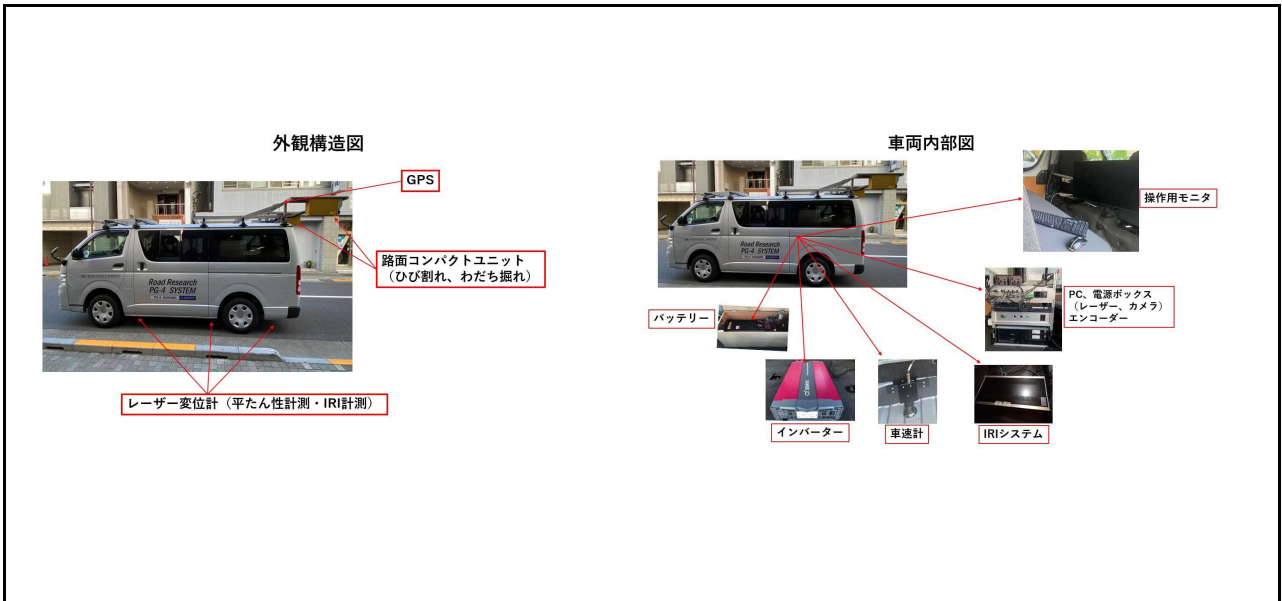 外観構造図
GPS
路面コンパクトユニット
（ひび割れ、わだち掘れ）
Road Research
PG-4 SYSTEM
レーザー変位計（平たん性計測・IRI計測）
車両内部図
操作用モニタ
Road Research
PG-4 SYSTEM
PC、電源ボックス
（レーザー、カメラ）
エンコーダー
バッテリー
インバーター
車速計
IRIシステム